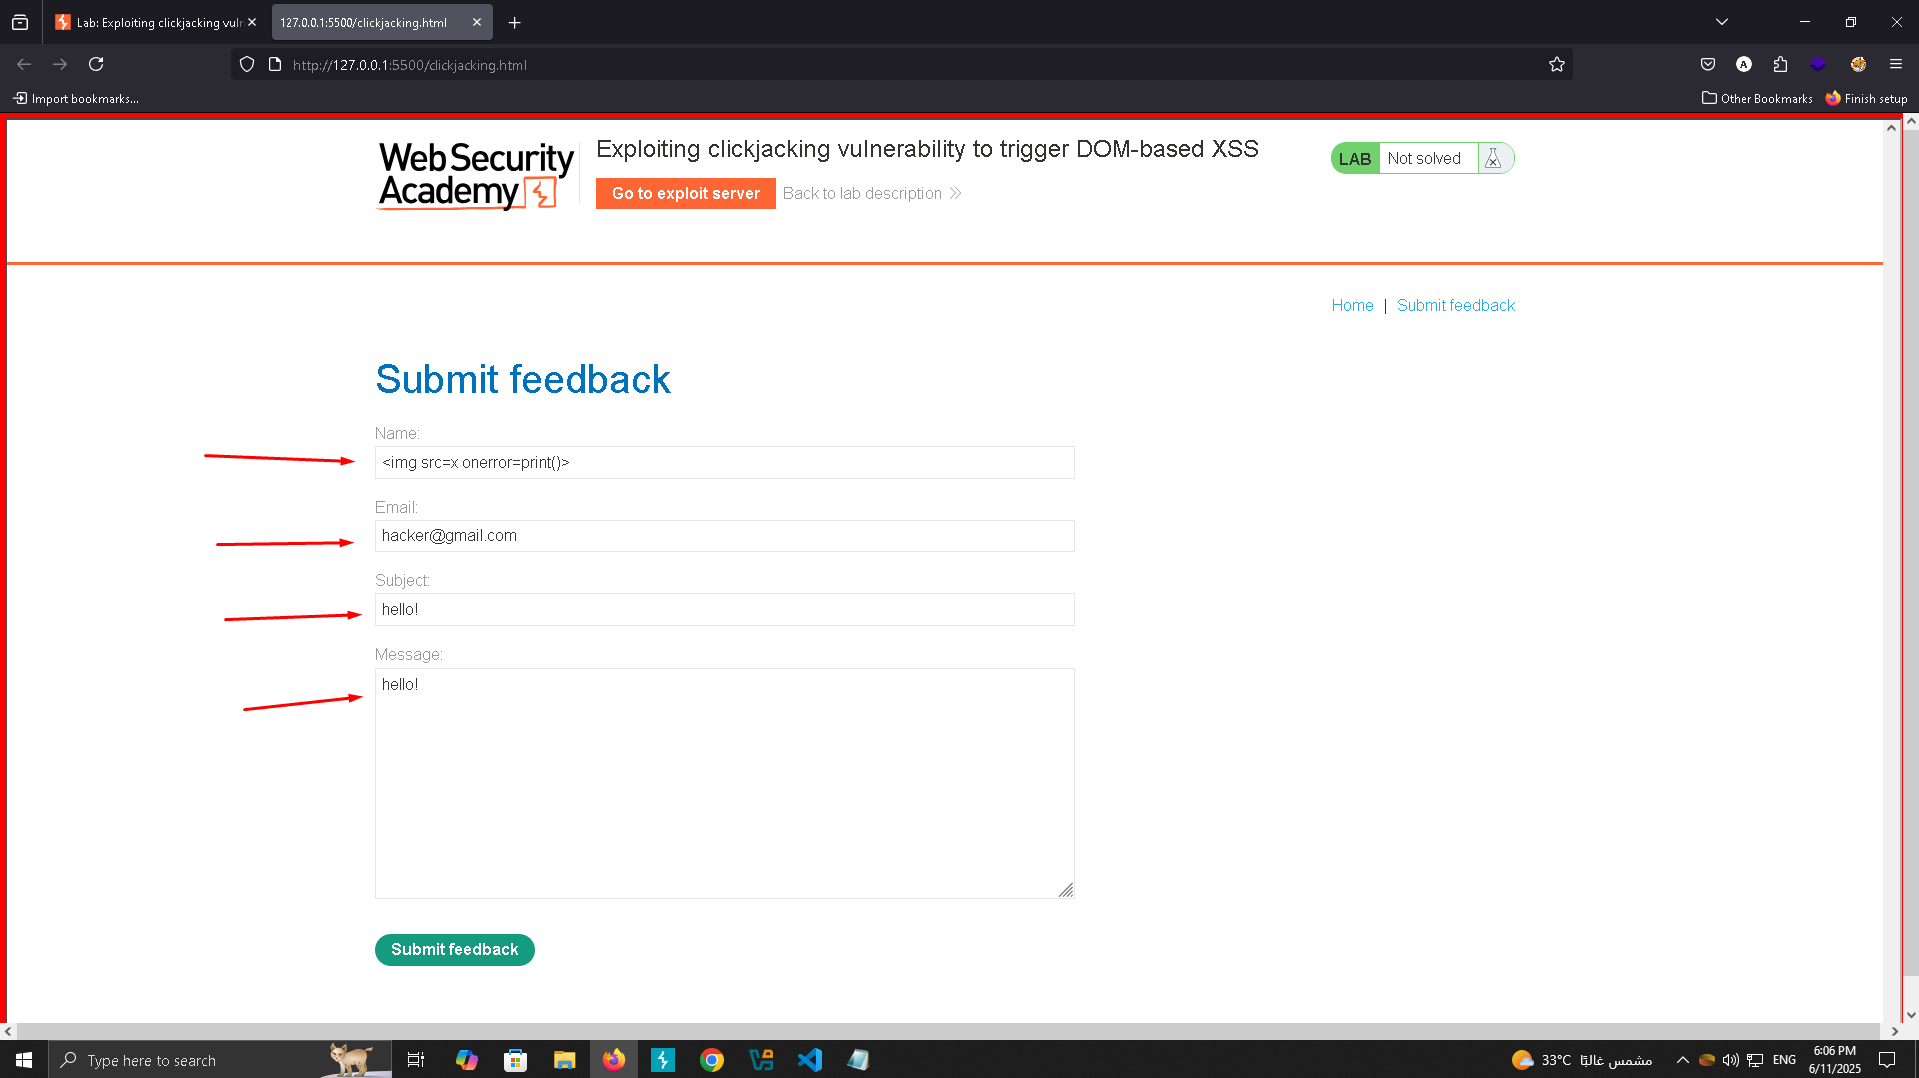 Lab: Exploiting clickjacking vuln
127.0.0.1:5500/clickjacking.html
http://127.0.0.1:5500/clickjacking.html
A
Import bookmarks...
Other Bookmarks
Finish setup
Web Security
Academy
Exploiting clickjacking vulnerability to trigger DOM-based XSS
Go to exploit server
Back to lab description
LAB
Not solved
Home | Submit feedback
Submit feedback
Name:
<img src=x onerror=print()>
Email:
hacker@gmail.com
Subject:
hello!
Message:
hello!
Submit feedback
Type here to search
33°C مشمس غالبًا
ENG
6:06 PM
6/11/2025